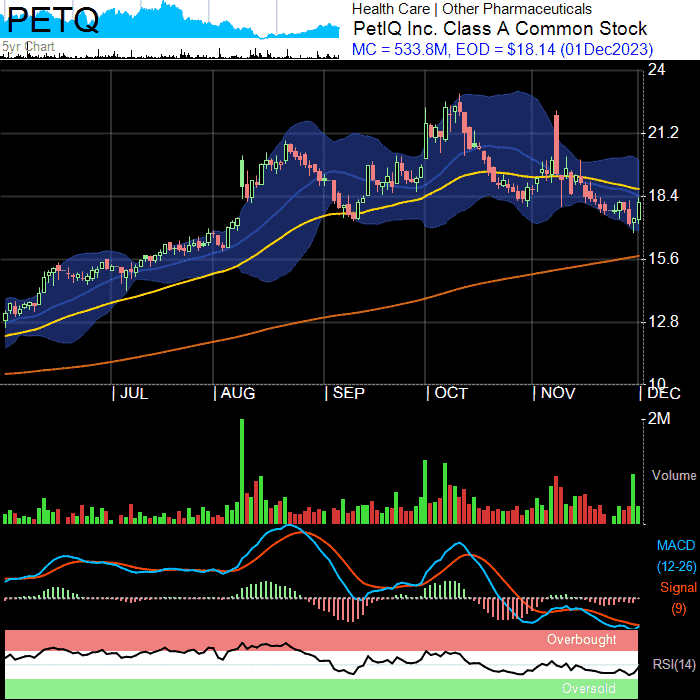 PETQ
5yr Chart
Health Care | Other Pharmaceuticals
PetIQ Inc. Class A Common Stock
MC = 533.8M, EOD = $18.14 (01Dec2023)
24
21.2
18.4
15.6
12.8
10
| JUL | AUG | SEP | OCT | NOV | DEC
2M
Volume
MACD
(12-26)
Signal
(9)
Overbought
RSI(14)
Oversold